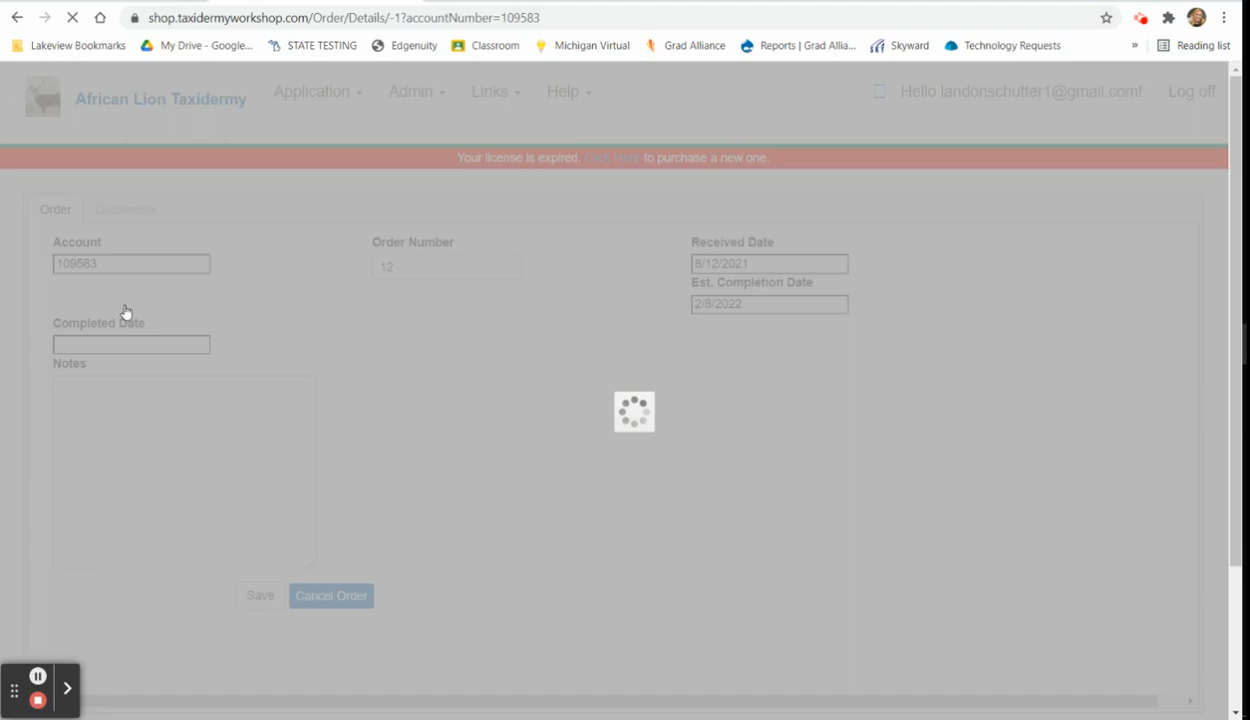 shop.taxidermyworkshop.com/Order/Details/-1?accountNumber=109583
Lakeview Bookmarks My Drive - Google... STATE TESTING Edgenuity Classroom Michigan Virtual Grad Alliance Reports | Grad Allia... Skyward Technology Requests » Reading list
African Lion Taxidermy Application Admin Links Help Hello landonschutter1@gmail.com! Log off
Your license is expired. Click Here to purchase a new one.
Order Documents
Account Order Number Received Date
109583 12 8/12/2021
Est. Completion Date
2/8/2022
Completed Date
Notes
Save Cancel Order